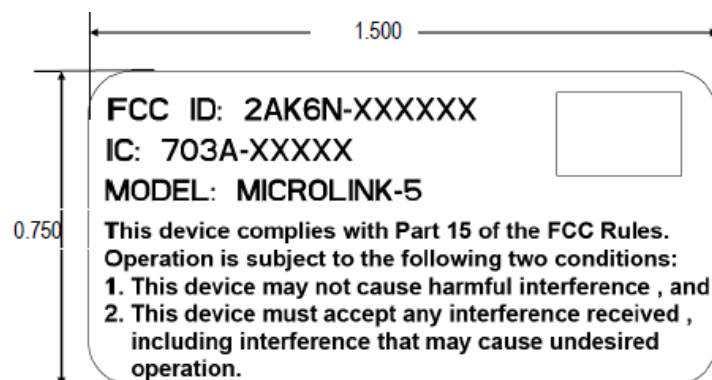 1.500
FCC ID: 2AK6N-XXXXXX
IC: 703A-XXXXX
MODEL: MICROLINK-5
0.750
This device complies with Part 15 of the FCC Rules.
Operation is subject to the following two conditions:
1. This device may not cause harmful interference , and
2. This device must accept any interference received ,
including interference that may cause undesired
operation.